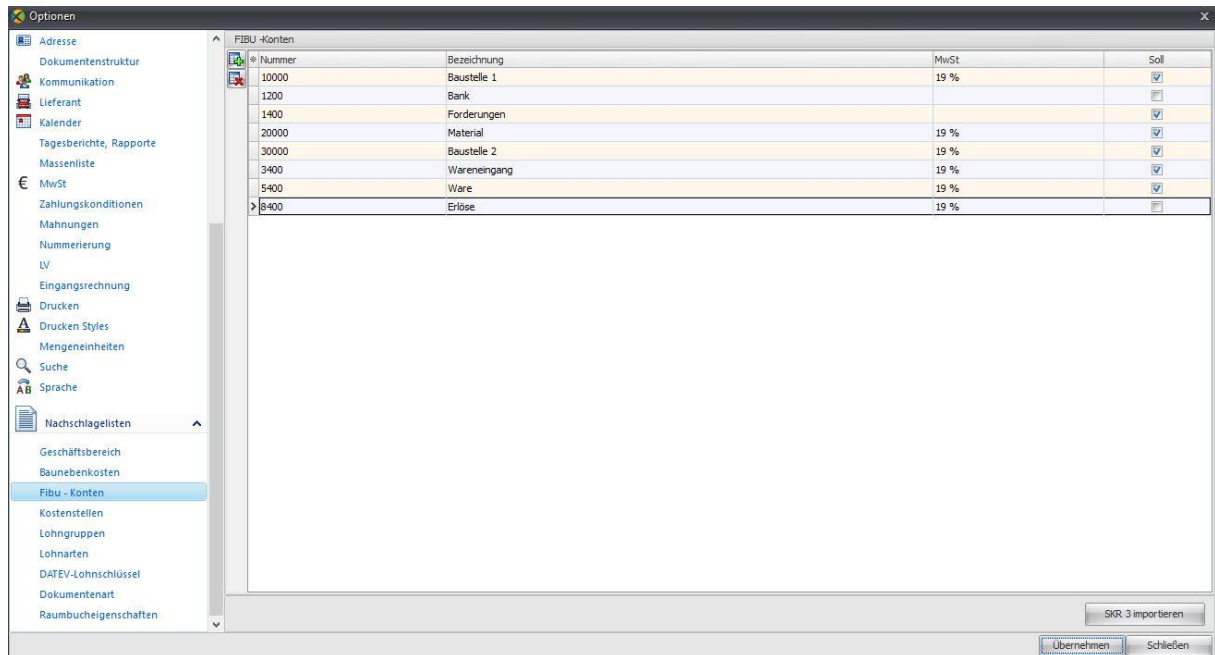 Optionen
Adresse
Dokumentenstruktur
Kommunikation
Lieferant
Kalender
Tagesberichte, Rapporte
Massenliste
€ MwSt
Zahlungskonditionen
Mahnungen
Nummerierung
LV
Eingangsrechnung
Drucken
A Drucken Styles
Mengeneinheiten
Suche
AB Sprache
Nachschlagelisten
Geschäftsbereich
Baunebenkosten
Fibu - Konten
Kostenstellen
Lohngruppen
Lohnarten
DATEV-Lohnschlüssel
Dokumentenart
Raumbucheigenschaften
FIBU -Konten
Nummer Bezeichnung MwSt Soll
10000 Baustelle 1 19 %
1200 Bank
1400 Forderungen
20000 Material 19 %
30000 Baustelle 2 19 %
3400 Wareneingang 19 %
5400 Ware 19 %
8400 Erlöse 19 %
SKR 3 importieren
Übernehmen Schließen